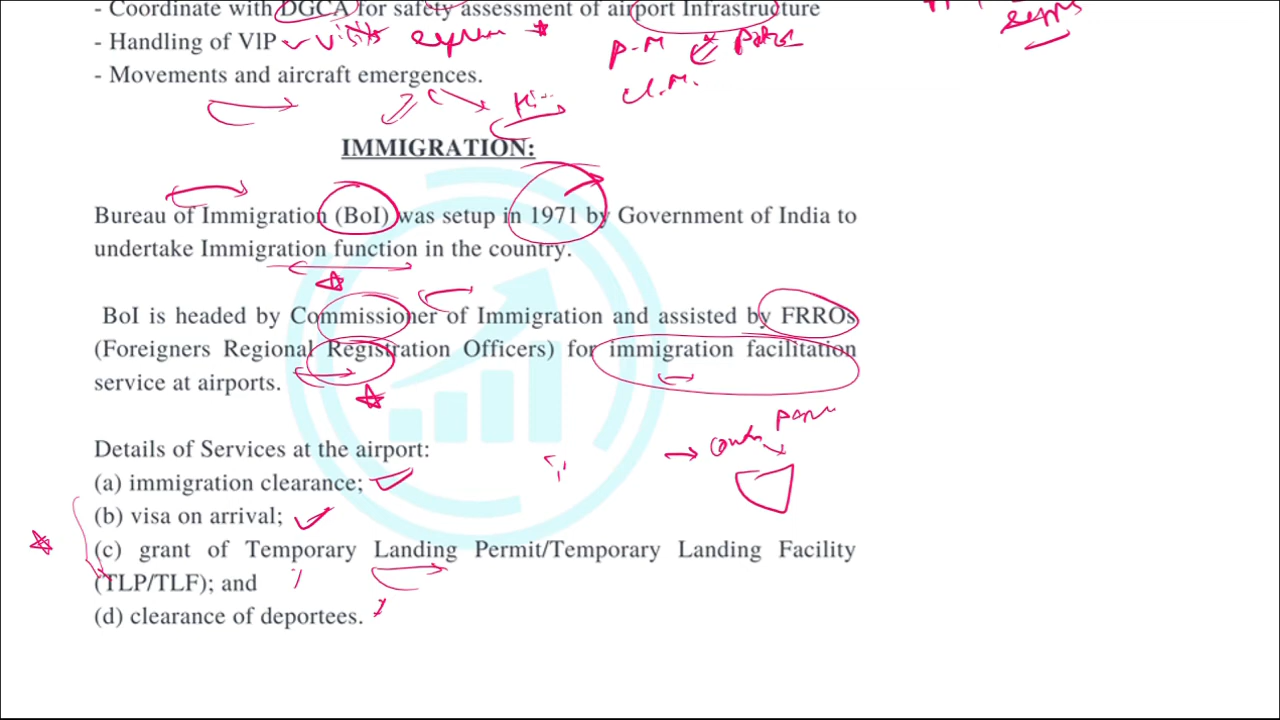 - Coordinate with DGCA for safety assessment of airport Infrastructure
- Handling of VIP visits
P.M
- Movements and aircraft emergences.
IMMIGRATION:
Bureau of Immigration (BoI) was setup in 1971 by Government of India to
undertake Immigration function in the country.
BoI is headed by Commissioner of Immigration and assisted by FRROs
(Foreigners Regional Registration Officers) for immigration facilitation
service at airports.
Details of Services at the airport:
(a) immigration clearance;
(b) visa on arrival;
(c) grant of Temporary Landing Permit/Temporary Landing Facility
(TLP/TLF); and
(d) clearance of deportees.